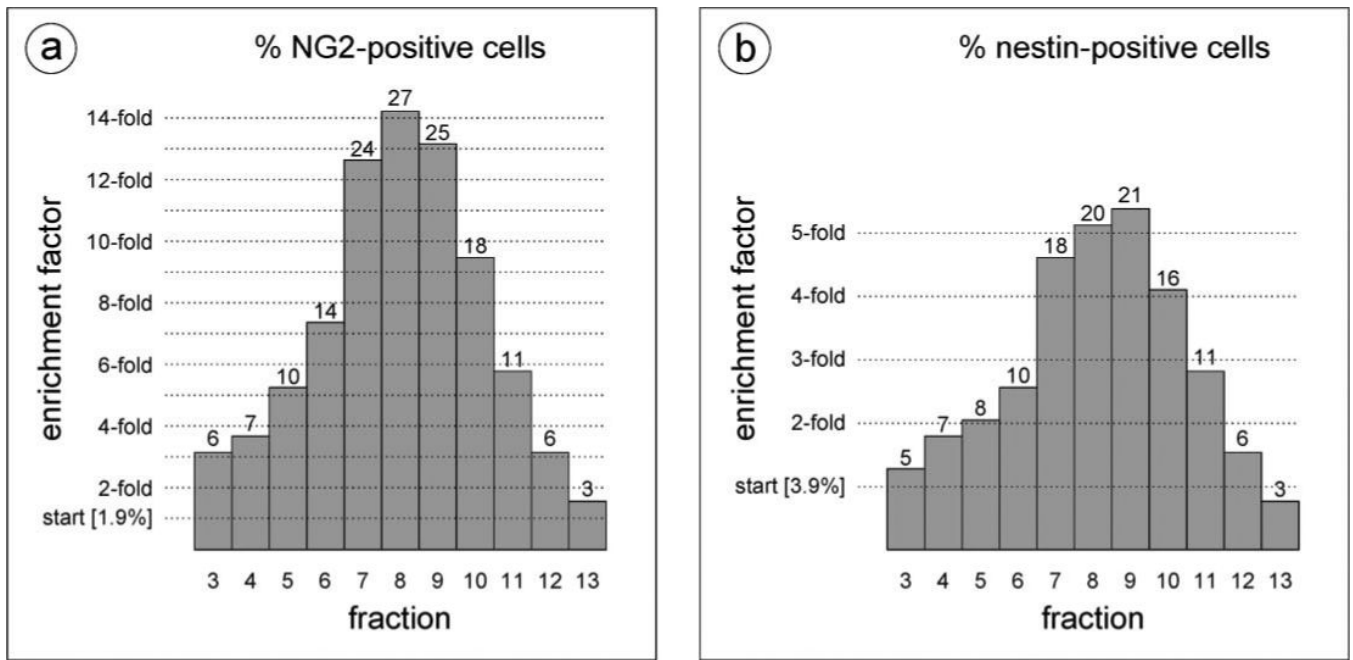 a
% NG2-positive cells
enrichment factor
14-fold
12-fold
10-fold
8-fold
6-fold
4-fold
2-fold
start [1.9%]
6
7
10
14
24
27
25
18
11
6
3
3 4 5 6 7 8 9 10 11 12 13
fraction
b
% nestin-positive cells
enrichment factor
5-fold
4-fold
3-fold
2-fold
start [3.9%]
5
7
8
10
18
20
21
16
11
6
3
3 4 5 6 7 8 9 10 11 12 13
fraction